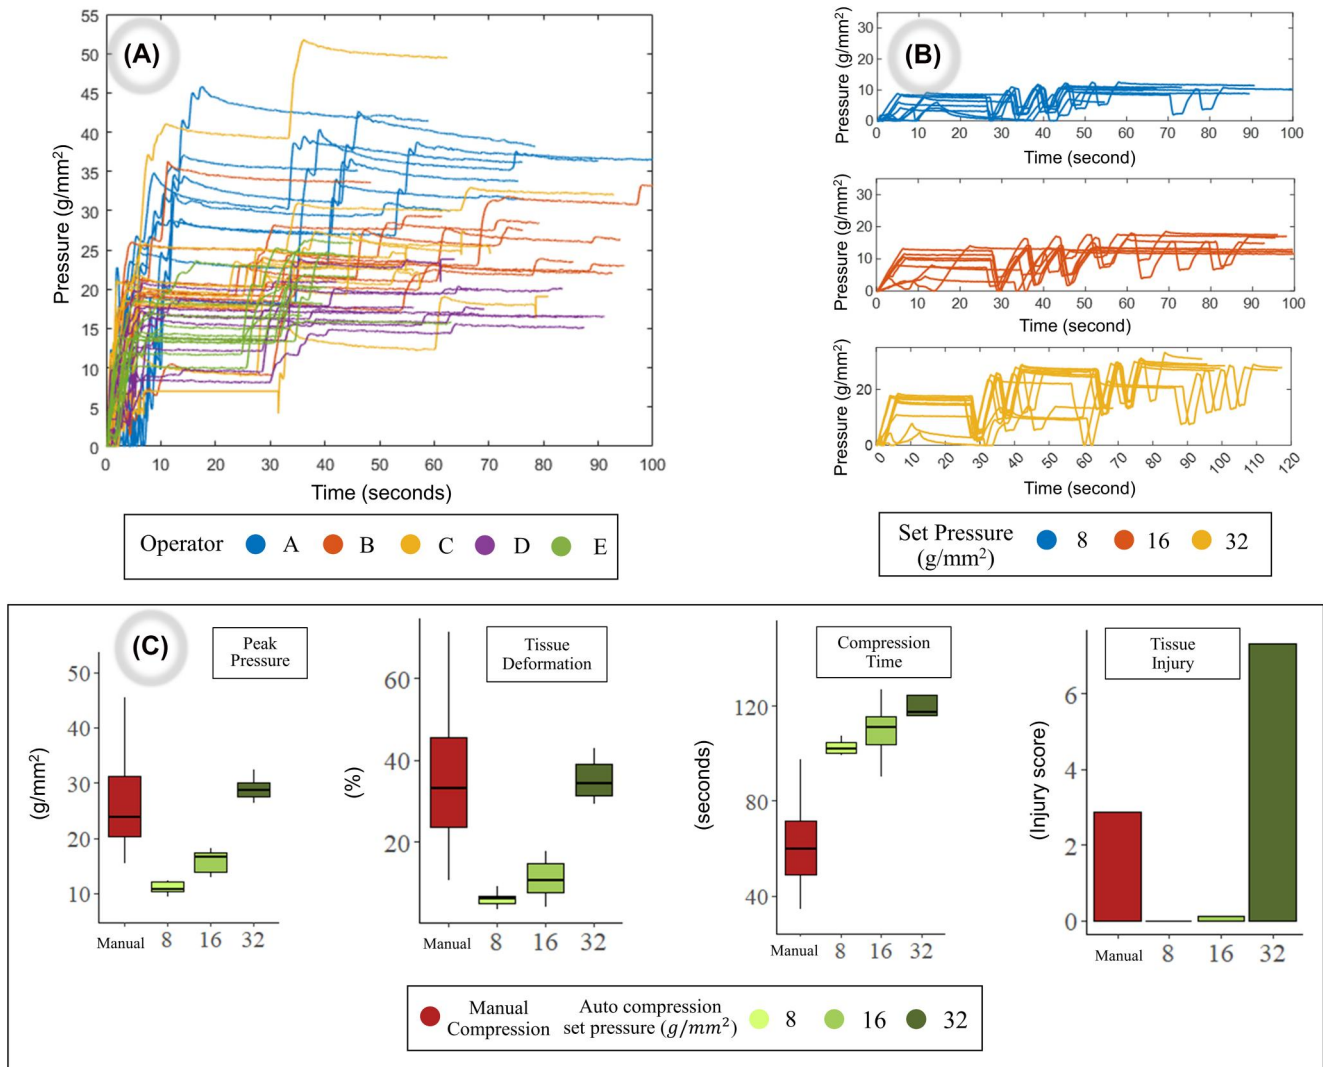 (A)
55
50
45
40
35
30
25
20
15
10
5
0
Pressure (g/mm²)
0 10 20 30 40 50 60 70 80 90 100
Time (seconds)
Operator A B C D E
(B)
30
20
10
0
Pressure (g/mm²)
0 10 20 30 40 50 60 70 80 90 100
Time (second)
30
20
10
0
Pressure (g/mm²)
0 10 20 30 40 50 60 70 80 90 100
Time (second)
20
0
Pressure (g/mm²)
0 10 20 30 40 50 60 70 80 90 100 110 120
Time (second)
Set Pressure
(g/mm²)
8 16 32
(C)
Peak
Pressure
50
40
30
20
10
(g/mm²)
Manual 8 16 32
Tissue
Deformation
60
40
20
(%)
Manual 8 16 32
Compression
Time
120
80
40
(seconds)
Manual 8 16 32
Tissue
Injury
6
4
2
0
(Injury score)
Manual 8 16 32
Manual
Compression
Auto compression
set pressure (g/mm²)
8 16 32